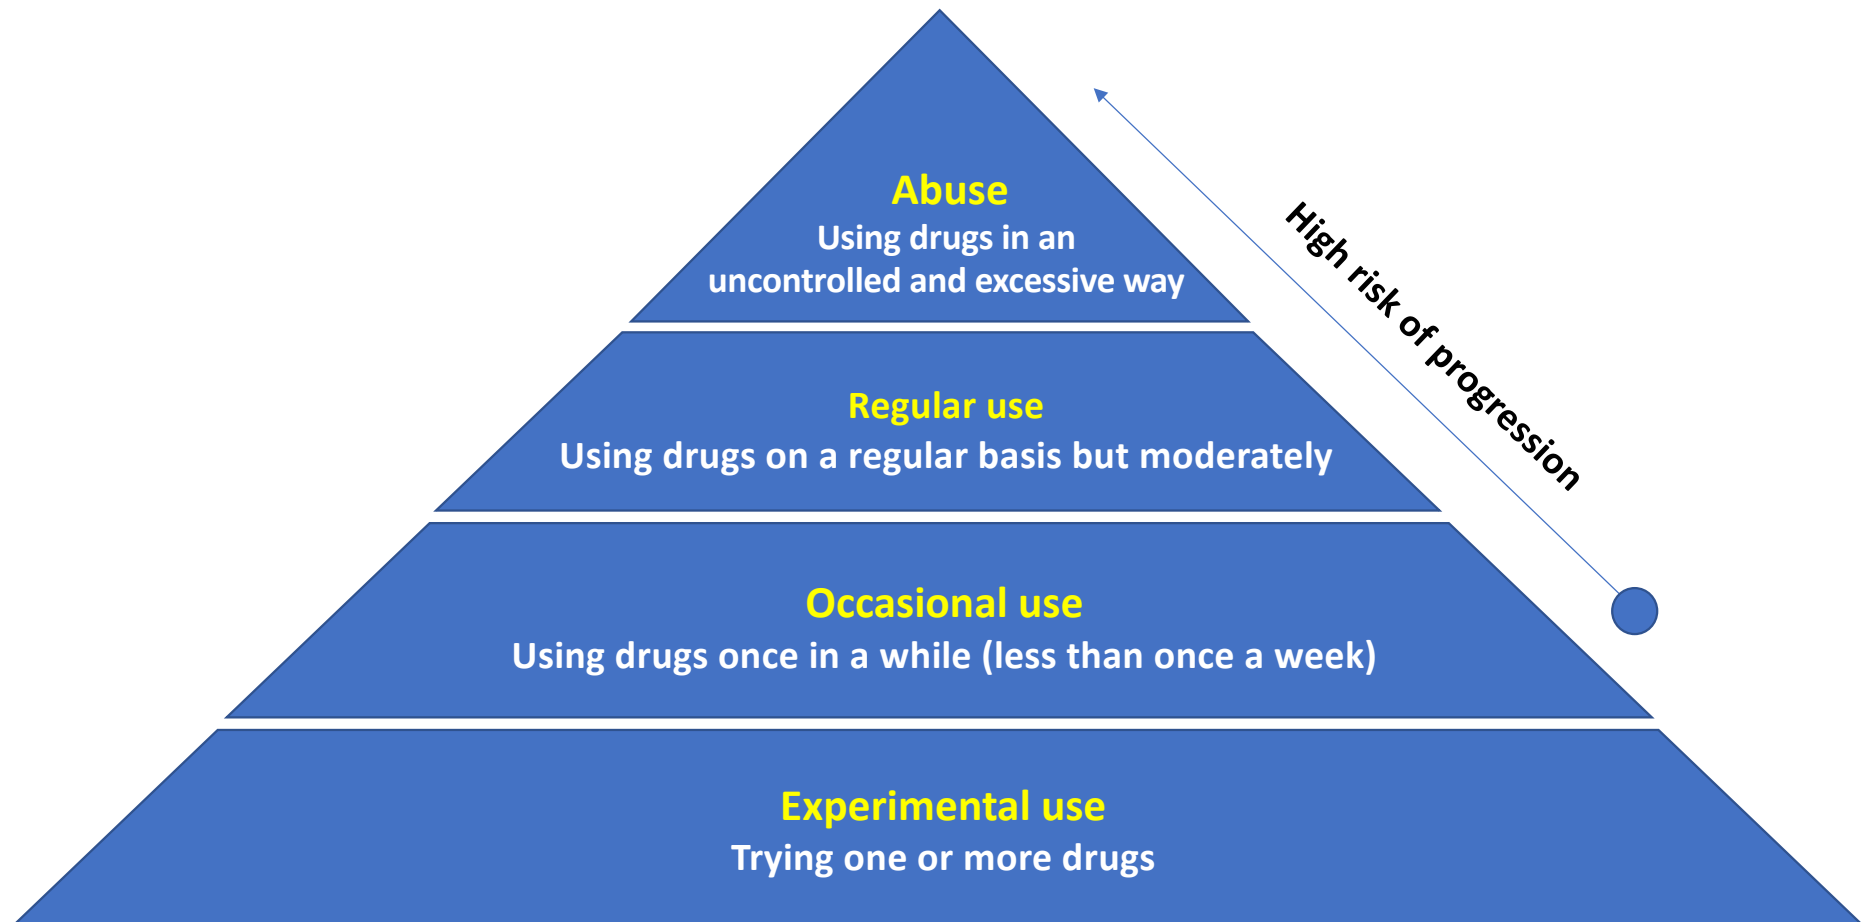 Abuse
Using drugs in an
uncontrolled and excessive way
High risk of progression
Regular use
Using drugs on a regular basis but moderately
Occasional use
Using drugs once in a while (less than once a week)
Experimental use
Trying one or more drugs